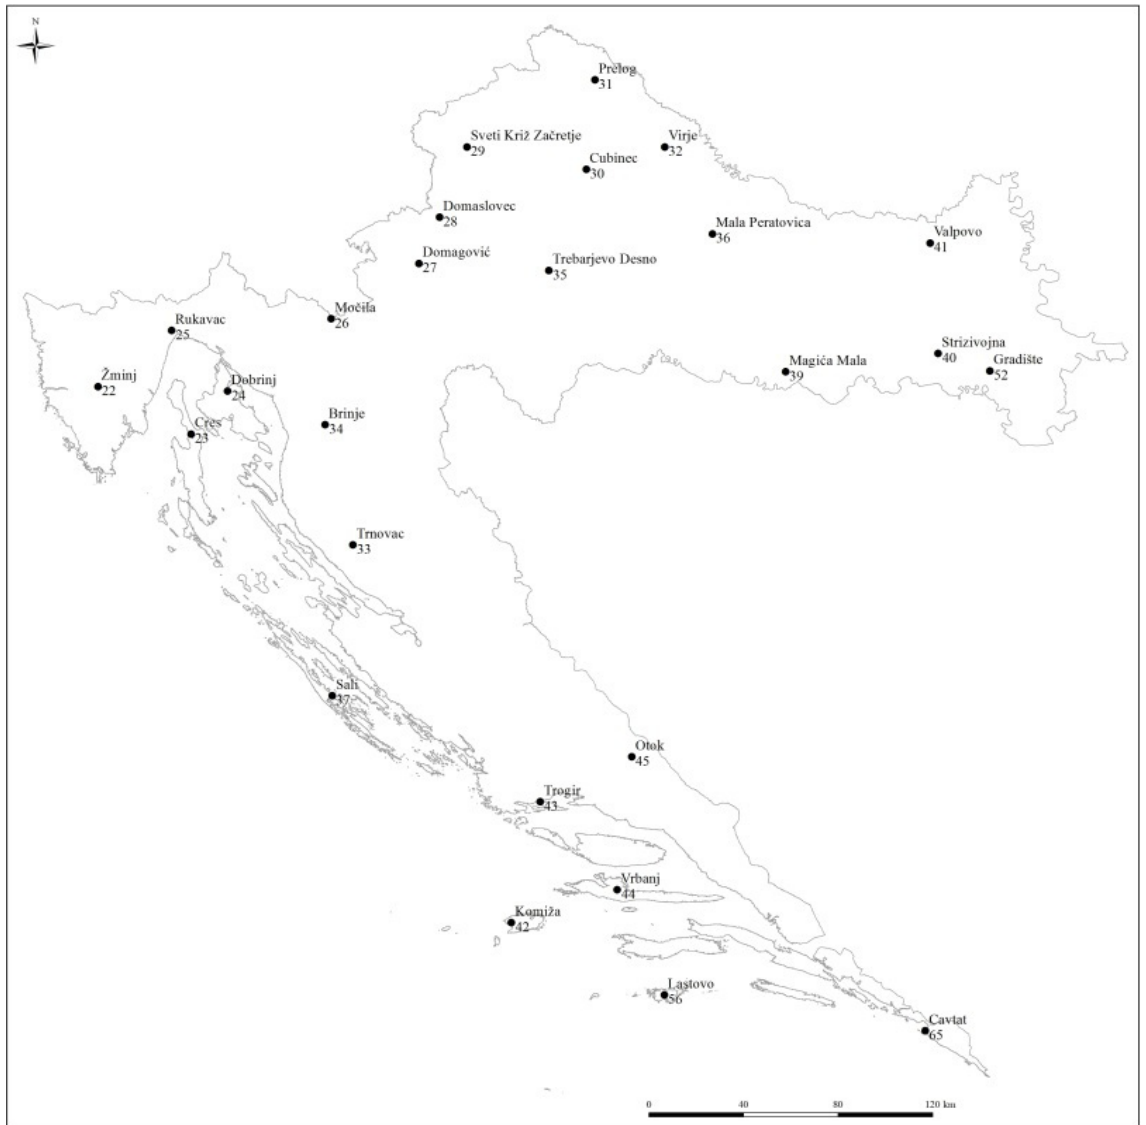 N
Prelog
31
Sveti Križ Začretje
29
Virje
32
Cubinec
30
Domaslovec
28
Mala Peratovica
36
Valpovo
41
Domagović
27
Trebarjevo Desno
35
Močila
26
Rukavac
25
Strizivojna
40
Magića Mala
39
Gradište
52
Žminj
22
Dobrinj
24
Cres
23
Brinje
34
Trnovac
33
Sali
37
Otok
45
Trogir
43
Vrbanj
44
Komiža
42
Lastovo
56
Cavtat
65
0 40 80 120 km